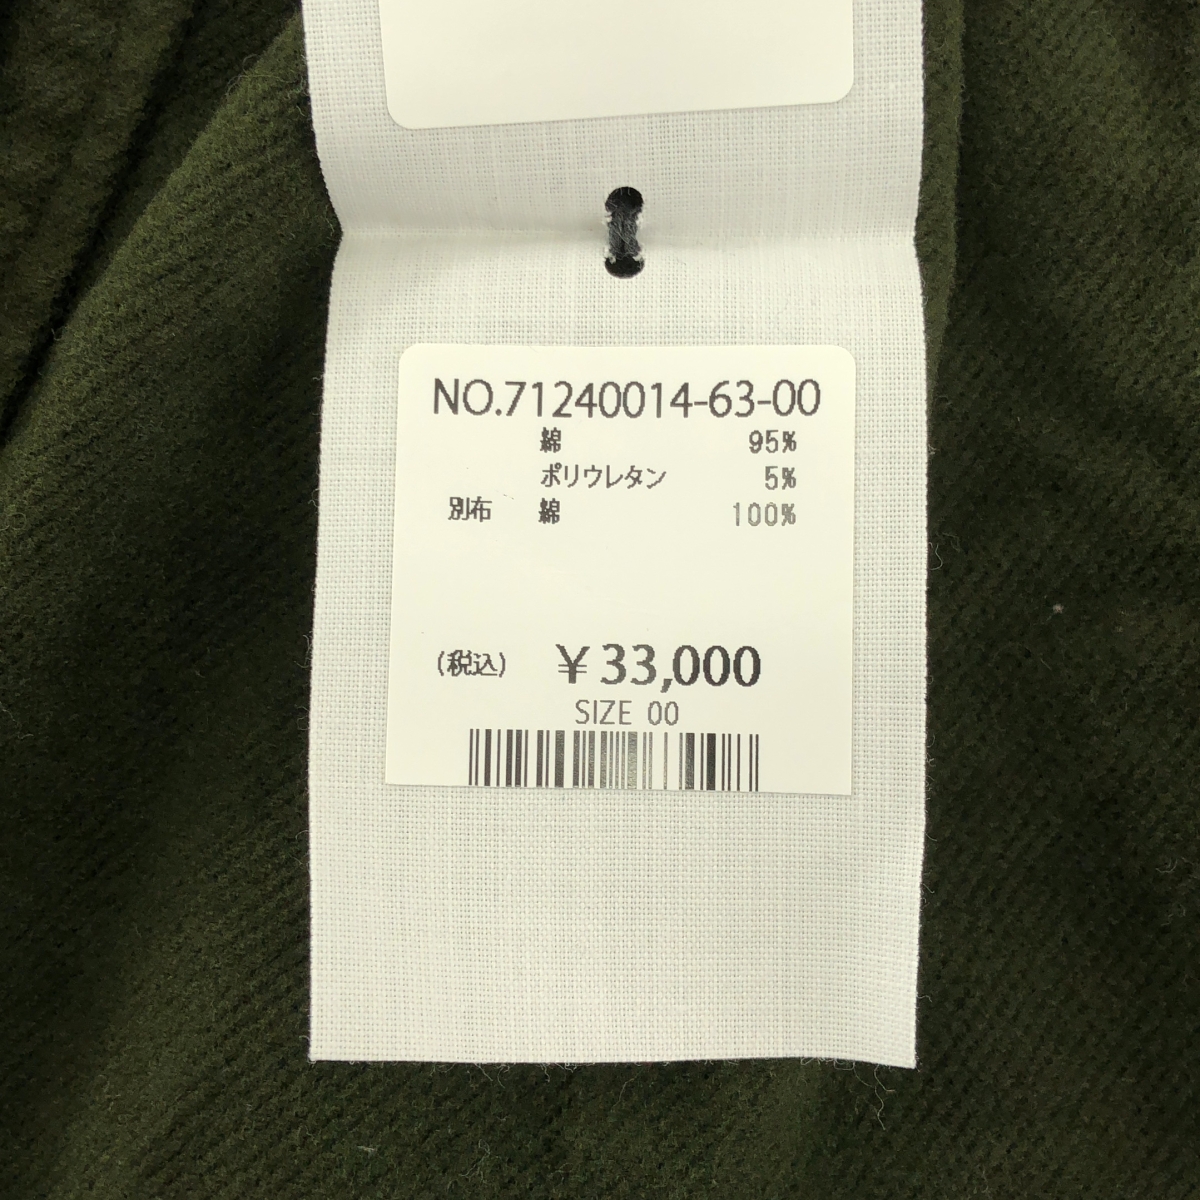 NO.71240014-63-00
綿 95%
ポリウレタン 5%
別布 綿 100%
(税込) ¥33,000
SIZE 00